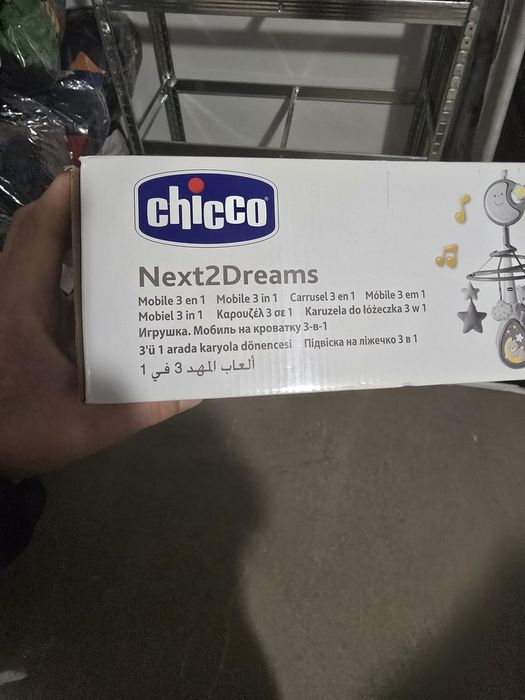 chicco
Next2Dreams
Mobile 3 en 1 Mobile 3 in 1 Carrusel 3 en 1 Móbile 3 em 1
Mobiel 3 in 1 Καρουζέλ 3 σε 1 Karuzela do łóżeczka 3 w 1
Игрушка. Мобиль на кроватку 3-в-1
3'ü 1 arada karyola dönencesi Підвіска на ліжечко 3 в 1
ألعاب المهد 3 في 1